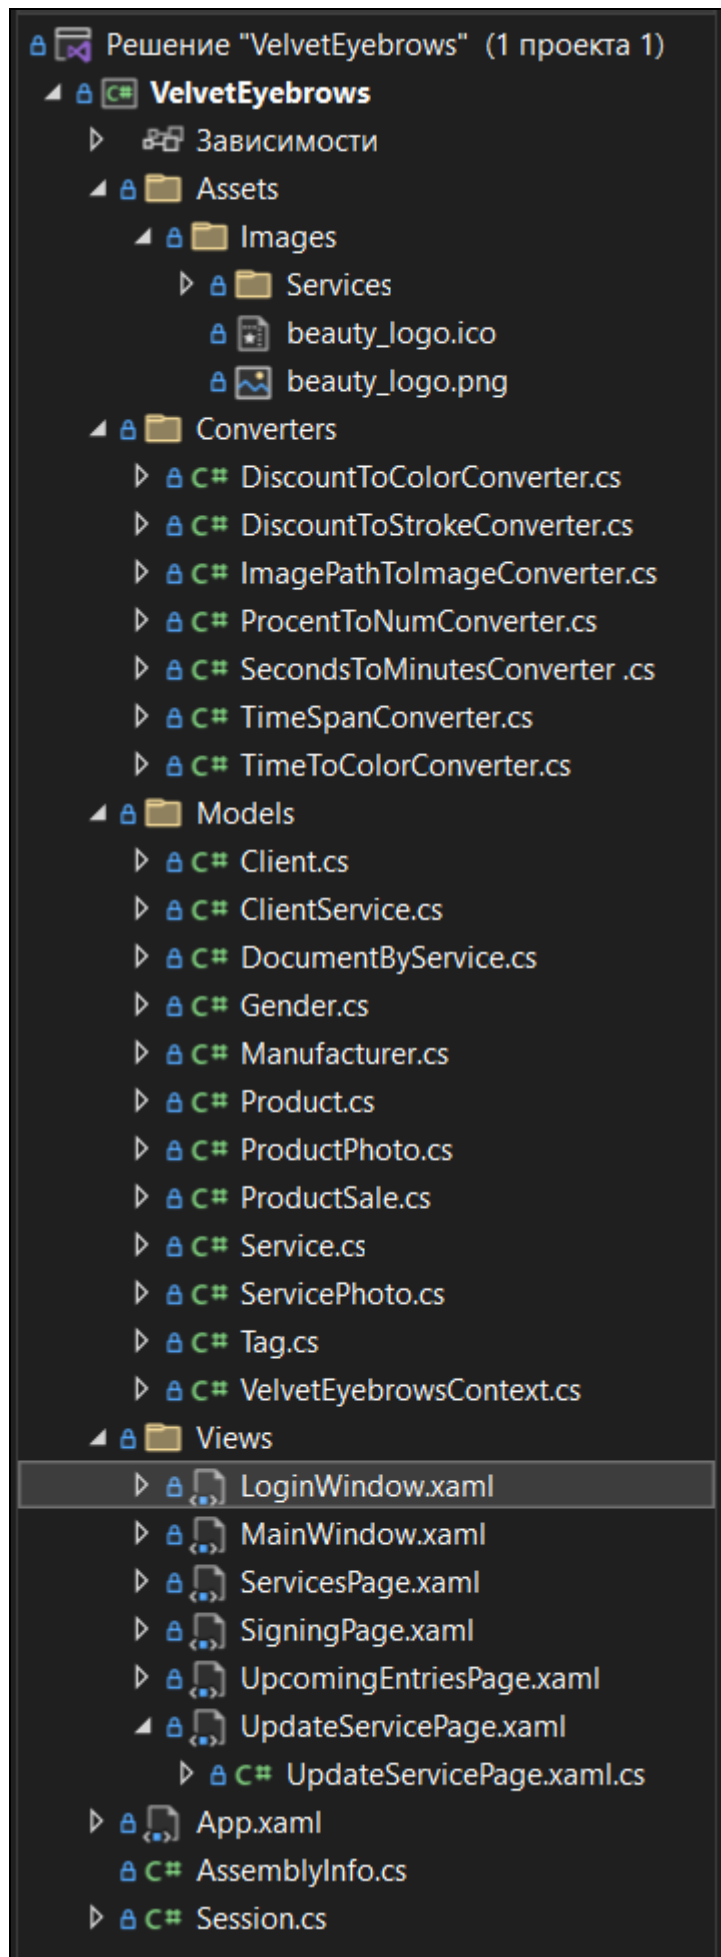 Решение "VelvetEyebrows" (1 проекта 1)
C# VelvetEyebrows
Зависимости
Assets
Images
Services
beauty_logo.ico
beauty_logo.png
Converters
C# DiscountToColorConverter.cs
C# DiscountToStrokeConverter.cs
C# ImagePathToImageConverter.cs
C# ProcentToNumConverter.cs
C# SecondsToMinutesConverter .cs
C# TimeSpanConverter.cs
C# TimeToColorConverter.cs
Models
C# Client.cs
C# ClientService.cs
C# DocumentByService.cs
C# Gender.cs
C# Manufacturer.cs
C# Product.cs
C# ProductPhoto.cs
C# ProductSale.cs
C# Service.cs
C# ServicePhoto.cs
C# Tag.cs
C# VelvetEyebrowsContext.cs
Views
LoginWindow.xaml
MainWindow.xaml
ServicesPage.xaml
SigningPage.xaml
UpcomingEntriesPage.xaml
UpdateServicePage.xaml
C# UpdateServicePage.xaml.cs
App.xaml
C# AssemblyInfo.cs
C# Session.cs